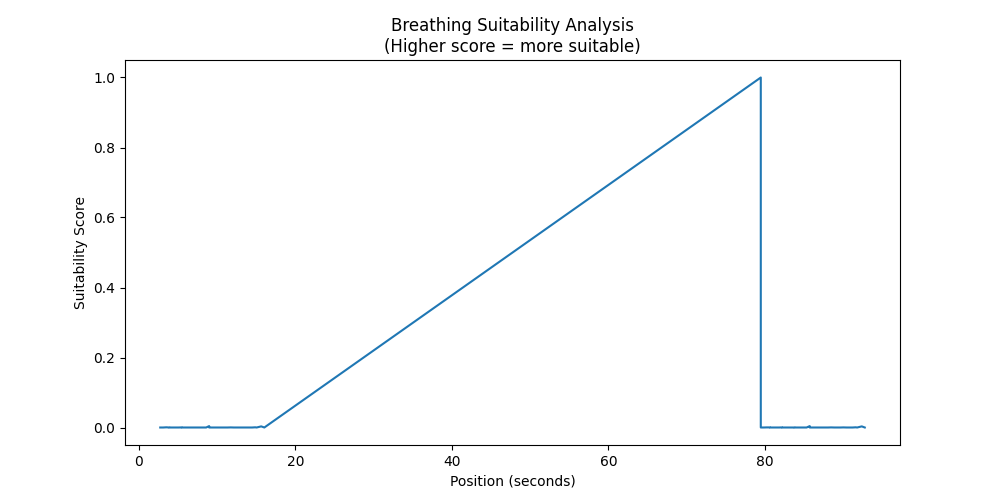 Breathing Suitability Analysis
(Higher score = more suitable)
1.0
0.8
0.6
0.4
0.2
0.0
Suitability Score
0
20
40
60
80
Position (seconds)